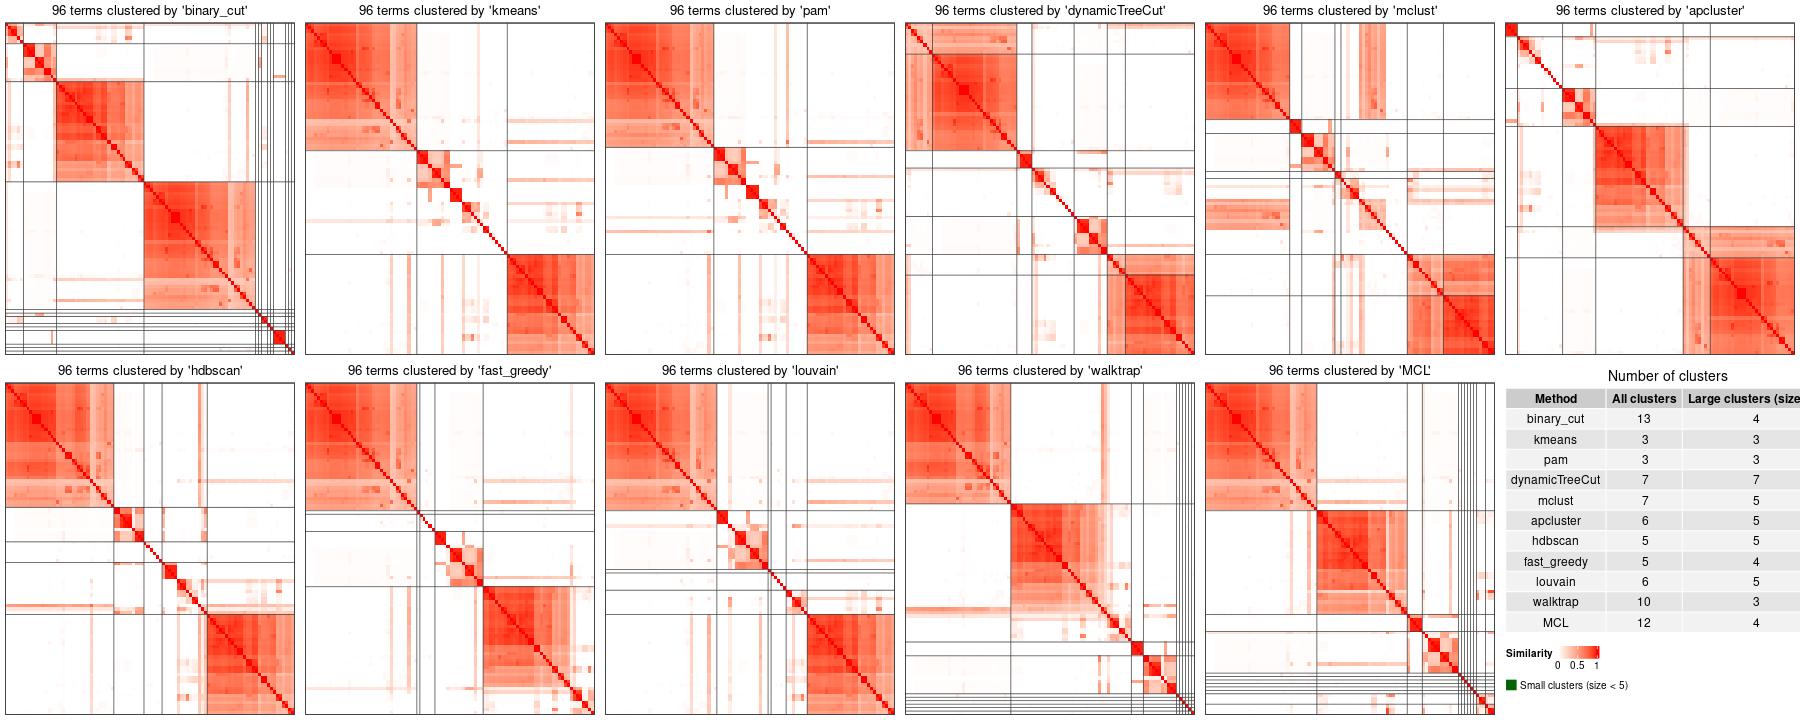 96 terms clustered by 'binary_cut'
96 terms clustered by 'kmeans'
96 terms clustered by 'pam'
96 terms clustered by 'dynamicTreeCut'
96 terms clustered by 'mclust'
96 terms clustered by 'apcluster'
96 terms clustered by 'hdbscan'
96 terms clustered by 'fast_greedy'
96 terms clustered by 'louvain'
96 terms clustered by 'walktrap'
96 terms clustered by 'MCL'
Number of clusters
Method All clusters Large clusters (size
binary_cut 13 4
kmeans 3 3
pam 3 3
dynamicTreeCut 7 7
mclust 7 5
apcluster 6 5
hdbscan 5 5
fast_greedy 5 4
louvain 6 5
walktrap 10 3
MCL 12 4
Similarity
0 0.5 1
Small clusters (size < 5)